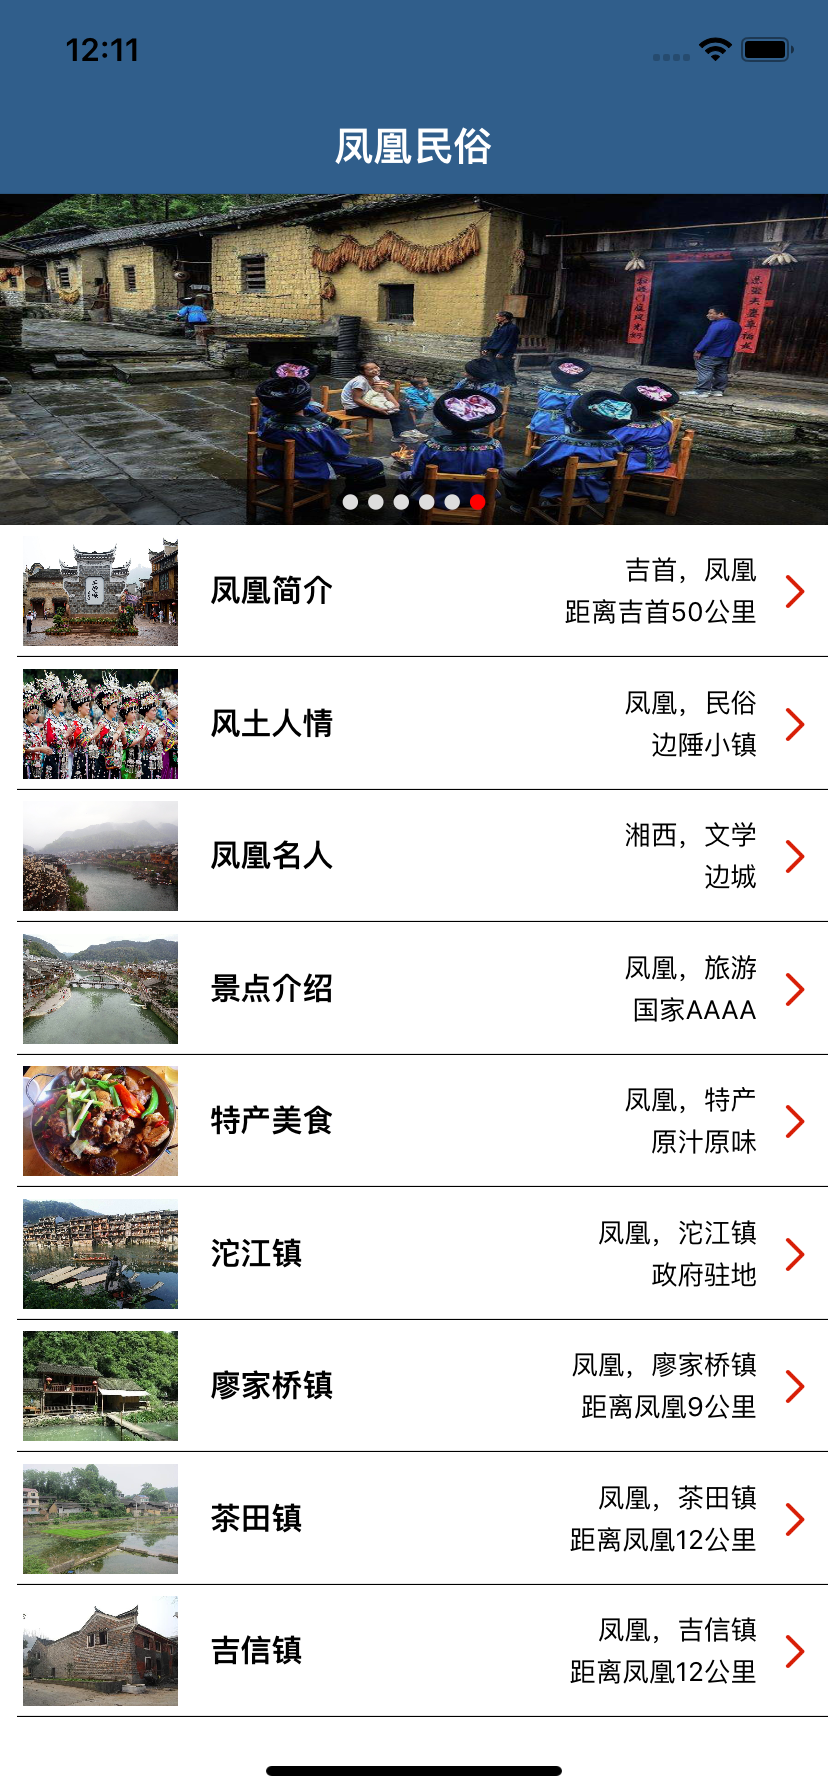 12:11
凤凰民俗
凤凰简介
吉首，凤凰
距离吉首50公里
风土人情
凤凰，民俗
边陲小镇
凤凰名人
湘西，文学
边城
景点介绍
凤凰，旅游
国家AAAA
特产美食
凤凰，特产
原汁原味
沱江镇
凤凰，沱江镇
政府驻地
廖家桥镇
凤凰，廖家桥镇
距离凤凰9公里
茶田镇
凤凰，茶田镇
距离凤凰12公里
吉信镇
凤凰，吉信镇
距离凤凰12公里